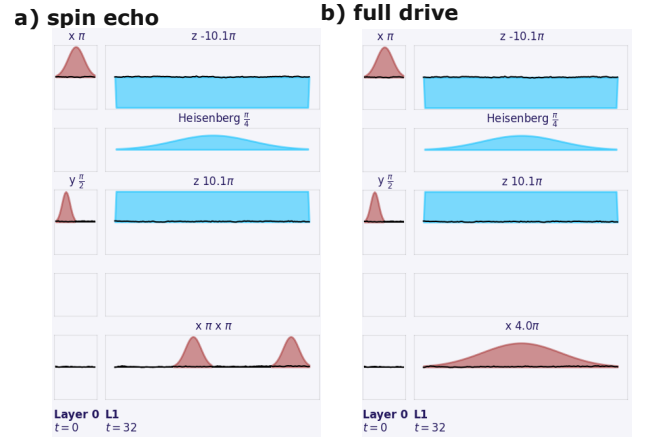 a) spin echo
x π
z -10.1π
Heisenberg π/4
y π/2
z 10.1π
x π x π
Layer 0 L1
t = 0 t = 32
b) full drive
x π
z -10.1π
Heisenberg π/4
y π/2
z 10.1π
x 4.0π
Layer 0 L1
t = 0 t = 32